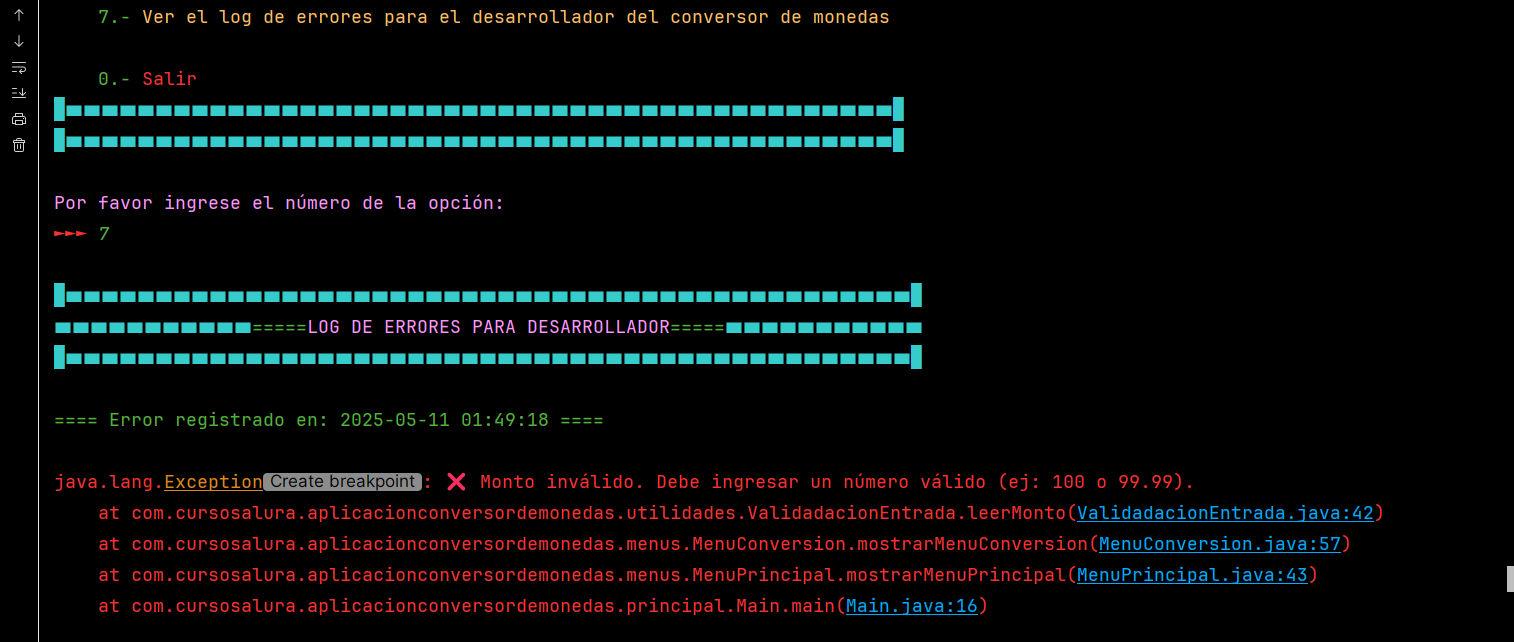 7.- Ver el log de errores para el desarrollador del conversor de monedas
0.- Salir
Por favor ingrese el número de la opción:
►►► 7
=====LOG DE ERRORES PARA DESARROLLADOR=====
==== Error registrado en: 2025-05-11 01:49:18 ====
java.lang.Exception Create breakpoint : ❌ Monto inválido. Debe ingresar un número válido (ej: 100 o 99.99).
at com.cursosalura.aplicacionconversordemonedas.utilidades.ValidadacionEntrada.leerMonto(ValidadacionEntrada.java:42)
at com.cursosalura.aplicacionconversordemonedas.menus.MenuConversion.mostrarMenuConversion(MenuConversion.java:57)
at com.cursosalura.aplicacionconversordemonedas.menus.MenuPrincipal.mostrarMenuPrincipal(MenuPrincipal.java:43)
at com.cursosalura.aplicacionconversordemonedas.principal.Main.main(Main.java:16)